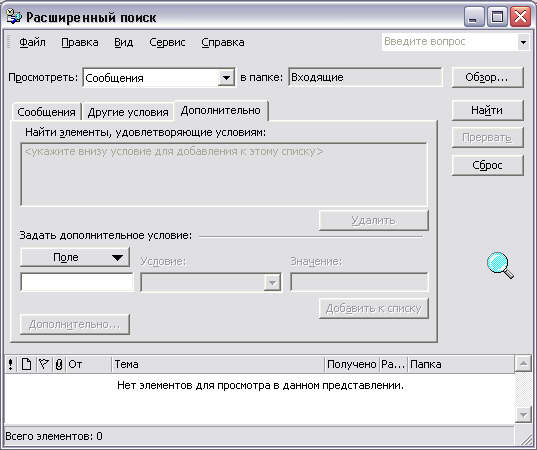 Расширенный поиск
Файл Правка Вид Сервис Справка Введите вопрос
Просмотреть: Сообщения в папке: Входящие Обзор...
Сообщения Другие условия Дополнительно Найти
Найти элементы, удовлетворяющие условиям: Прервать
<укажите внизу условие для добавления к этому списку>
Сброс
Удалить
Задать дополнительное условие:
Поле Условие: Значение:
Добавить к списку
Дополнительно...
От Тема Получено Ра... Папка
Нет элементов для просмотра в данном представлении.
Всего элементов: 0